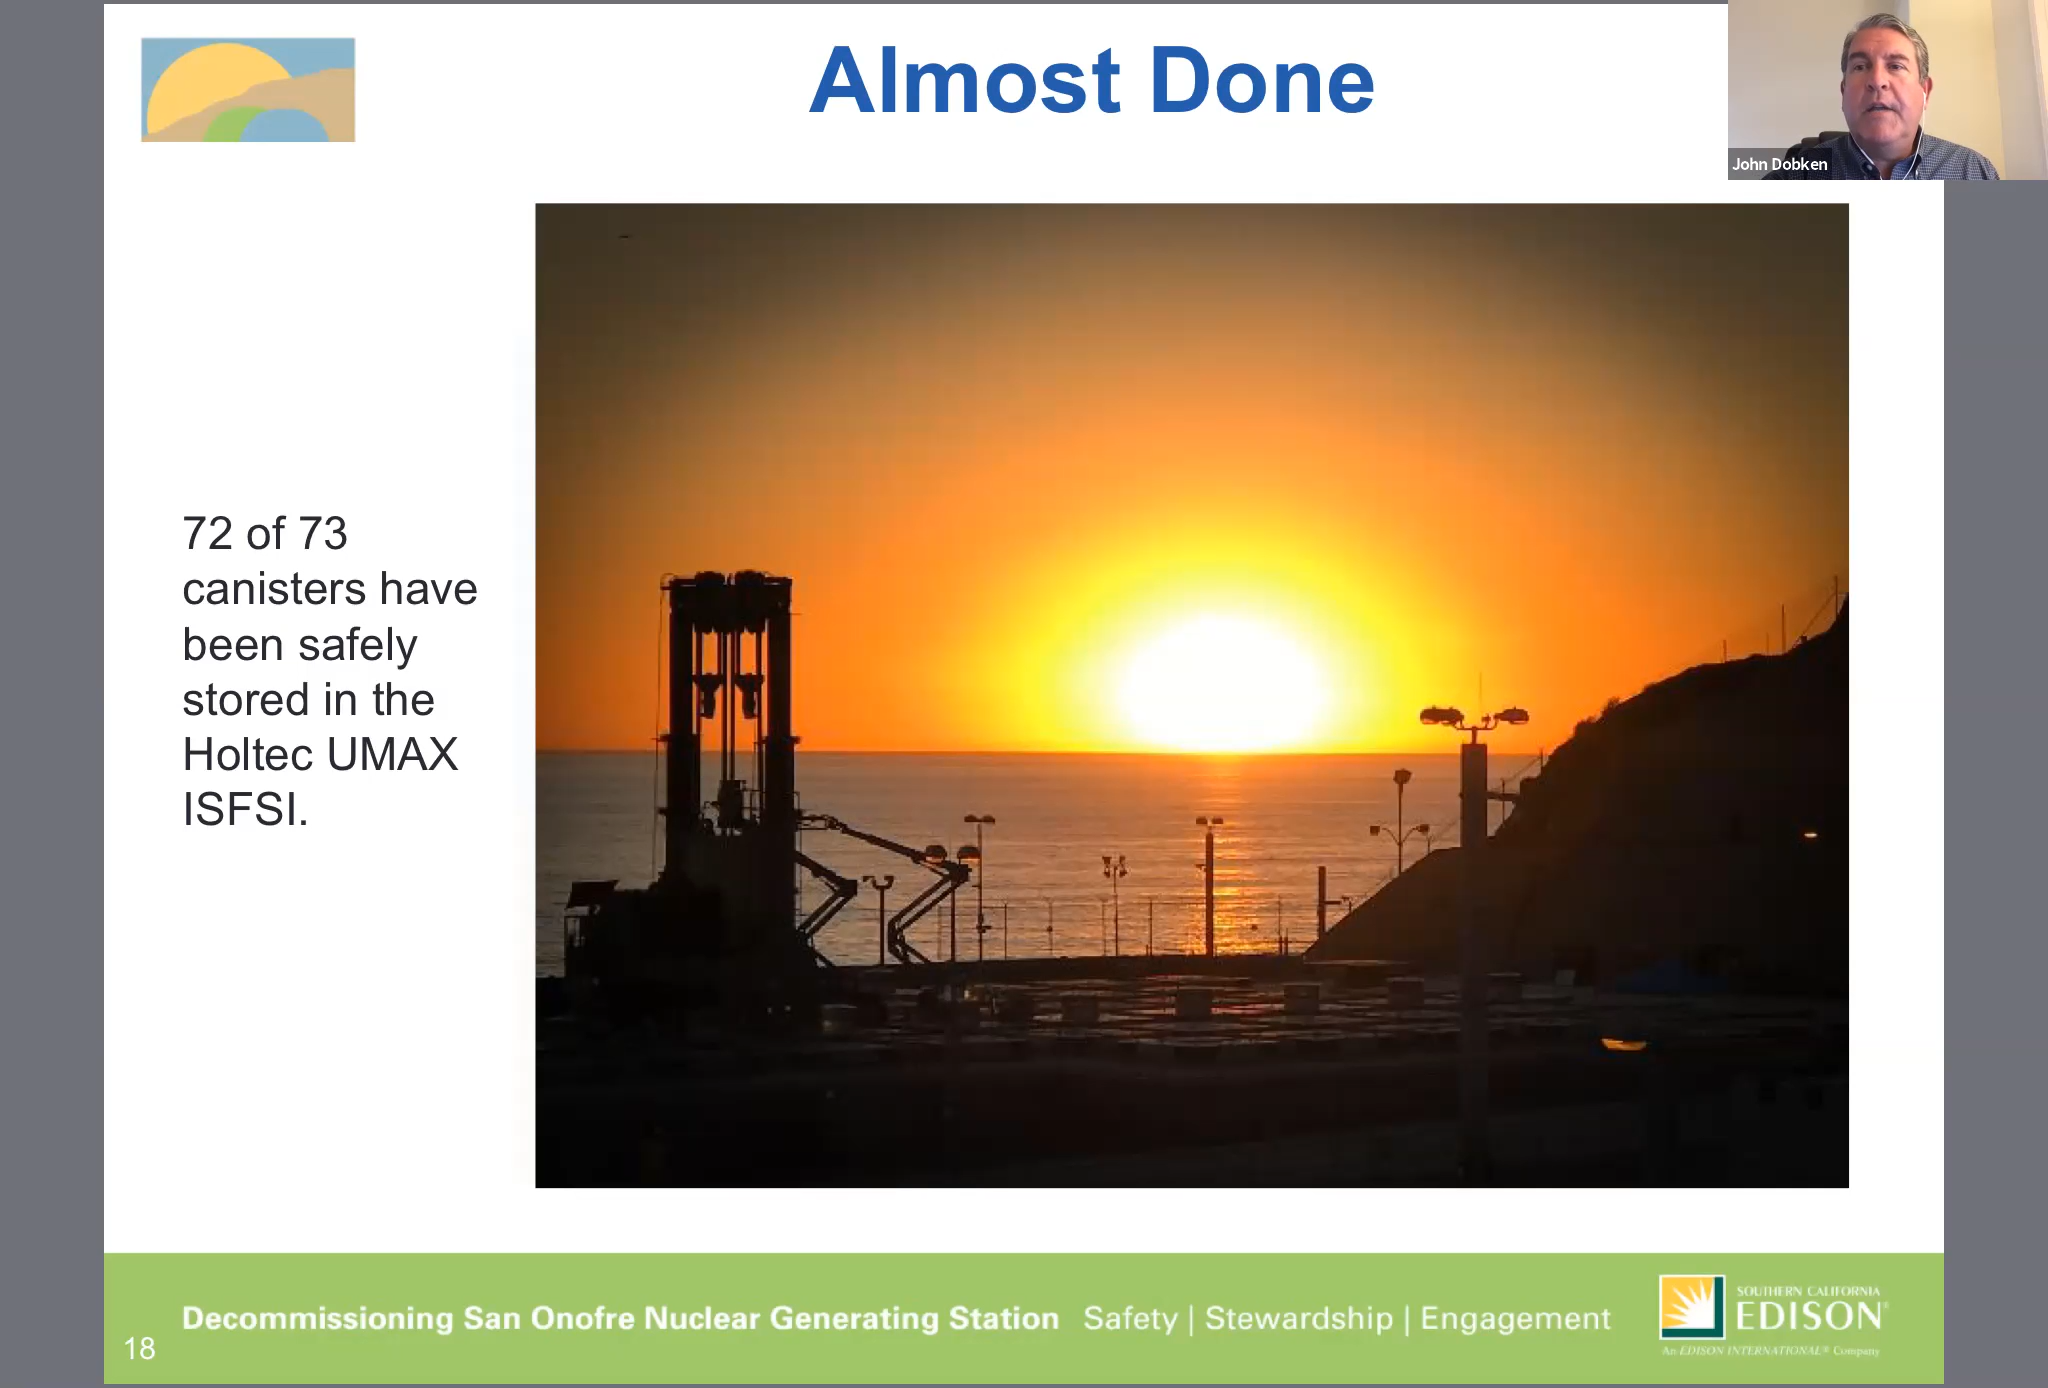 Almost Done
John Dobken
72 of 73
canisters have
been safely
stored in the
Holtec UMAX
ISFSI.
Decommissioning San Onofre Nuclear Generating Station Safety | Stewardship | Engagement
SOUTHERN CALIFORNIA
EDISON®
An EDISON INTERNATIONAL® Company
18